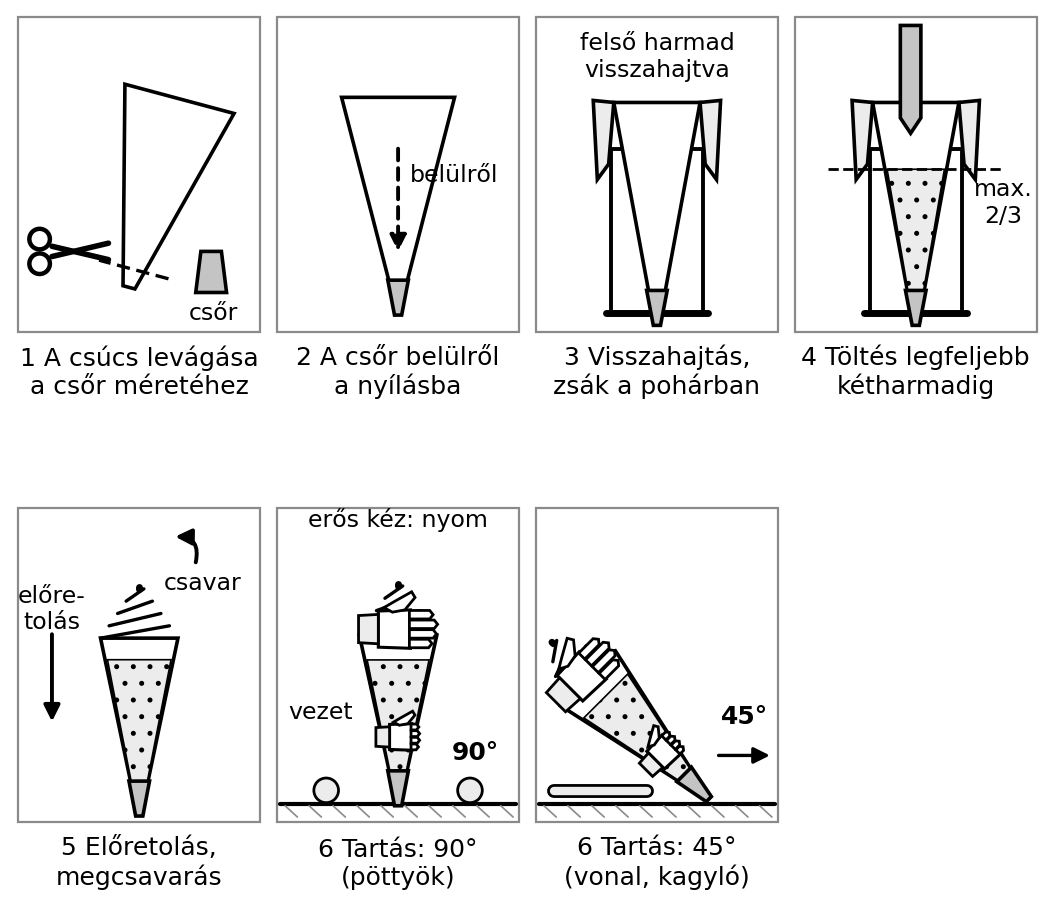 csőr
1 A csúcs levágása
a csőr méretéhez
belülről
2 A csőr belülről
a nyílásba
felső harmad
visszahajtva
3 Visszahajtás,
zsák a pohárban
max.
2/3
4 Töltés legfeljebb
kétharmadig
csavar
előre-
tolás
5 Előretolás,
megcsavarás
erős kéz: nyom
vezet
90°
6 Tartás: 90°
(pöttyök)
45°
6 Tartás: 45°
(vonal, kagyló)